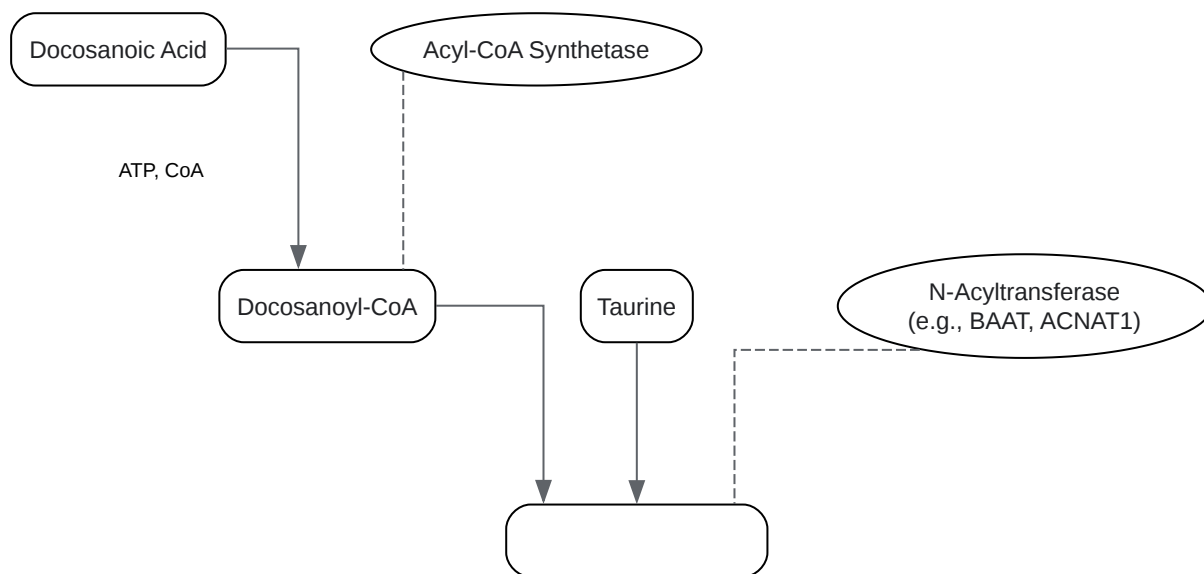 Docosanoic Acid
Acyl-CoA Synthetase
ATP, CoA
Docosanoyl-CoA
Taurine
N-Acyltransferase
(e.g., BAAT, ACNAT1)